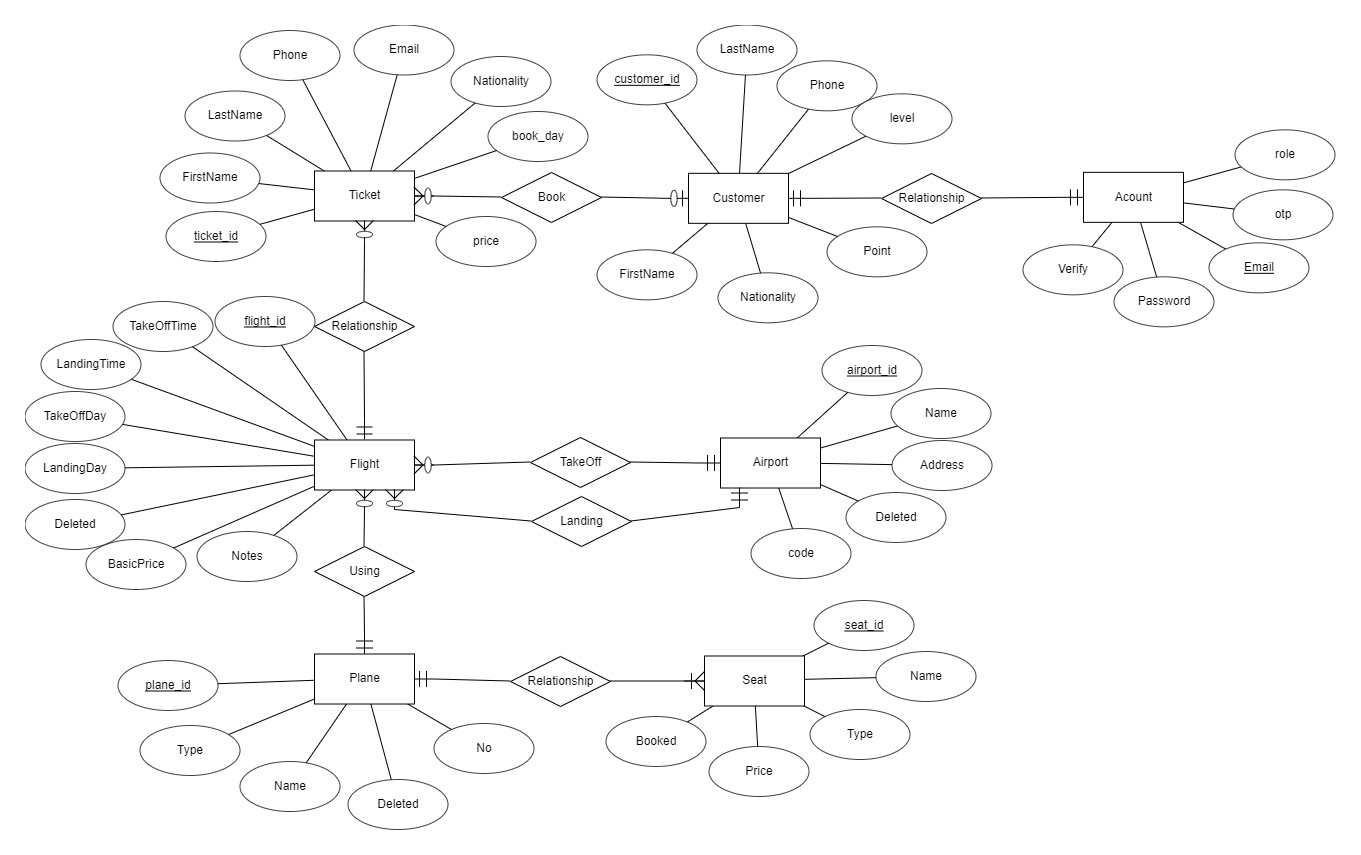 Phone
Email
Nationality
LastName
book_day
FirstName
Ticket
ticket_id
price
Book
customer_id
LastName
Phone
level
Customer
FirstName
Nationality
Point
Relationship
Acount
role
otp
Email
Password
Verify
Relationship
TakeOffTime
flight_id
LandingTime
TakeOffDay
LandingDay
Flight
Deleted
BasicPrice
Notes
TakeOff
Landing
Airport
airport_id
Name
Address
Deleted
code
Using
Plane
plane_id
Type
Name
Deleted
No
Relationship
Seat
seat_id
Name
Type
Price
Booked